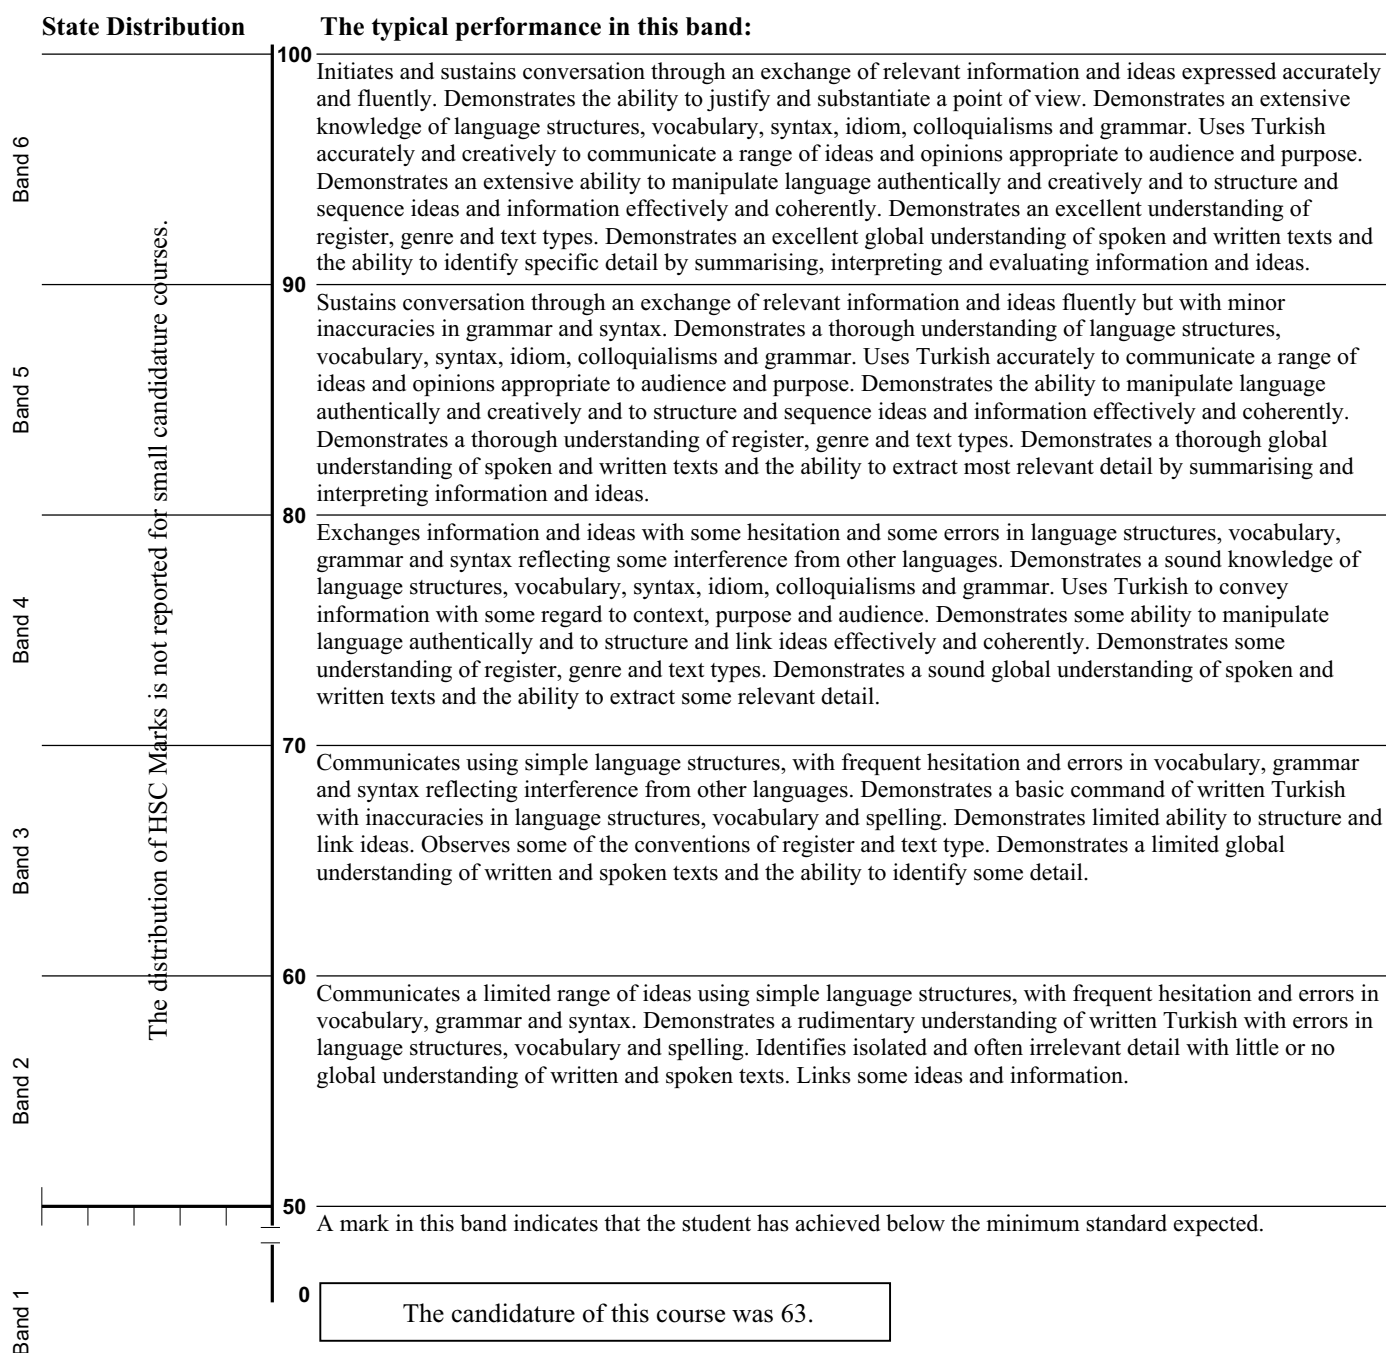 State Distribution
The typical performance in this band:
100
Band 6
Initiates and sustains conversation through an exchange of relevant information and ideas expressed accurately
and fluently. Demonstrates the ability to justify and substantiate a point of view. Demonstrates an extensive
knowledge of language structures, vocabulary, syntax, idiom, colloquialisms and grammar. Uses Turkish
accurately and creatively to communicate a range of ideas and opinions appropriate to audience and purpose.
Demonstrates an extensive ability to manipulate language authentically and creatively and to structure and
sequence ideas and information effectively and coherently. Demonstrates an excellent understanding of
register, genre and text types. Demonstrates an excellent global understanding of spoken and written texts and
the ability to identify specific detail by summarising, interpreting and evaluating information and ideas.
90
Band 5
Sustains conversation through an exchange of relevant information and ideas fluently but with minor
inaccuracies in grammar and syntax. Demonstrates a thorough understanding of language structures,
vocabulary, syntax, idiom, colloquialisms and grammar. Uses Turkish accurately to communicate a range of
ideas and opinions appropriate to audience and purpose. Demonstrates the ability to manipulate language
authentically and creatively and to structure and sequence ideas and information effectively and coherently.
Demonstrates a thorough understanding of register, genre and text types. Demonstrates a thorough global
understanding of spoken and written texts and the ability to extract most relevant detail by summarising and
interpreting information and ideas.
80
Band 4
Exchanges information and ideas with some hesitation and some errors in language structures, vocabulary,
grammar and syntax reflecting some interference from other languages. Demonstrates a sound knowledge of
language structures, vocabulary, syntax, idiom, colloquialisms and grammar. Uses Turkish to convey
information with some regard to context, purpose and audience. Demonstrates some ability to manipulate
language authentically and to structure and link ideas effectively and coherently. Demonstrates some
understanding of register, genre and text types. Demonstrates a sound global understanding of spoken and
written texts and the ability to extract some relevant detail.
70
Band 3
Communicates using simple language structures, with frequent hesitation and errors in vocabulary, grammar
and syntax reflecting interference from other languages. Demonstrates a basic command of written Turkish
with inaccuracies in language structures, vocabulary and spelling. Demonstrates limited ability to structure and
link ideas. Observes some of the conventions of register and text type. Demonstrates a limited global
understanding of written and spoken texts and the ability to identify some detail.
60
Band 2
Communicates a limited range of ideas using simple language structures, with frequent hesitation and errors in
vocabulary, grammar and syntax. Demonstrates a rudimentary understanding of written Turkish with errors in
language structures, vocabulary and spelling. Identifies isolated and often irrelevant detail with little or no
global understanding of written and spoken texts. Links some ideas and information.
50
A mark in this band indicates that the student has achieved below the minimum standard expected.
Band 1
0
The candidature of this course was 63.
The distribution of HSC Marks is not reported for small candidature courses.